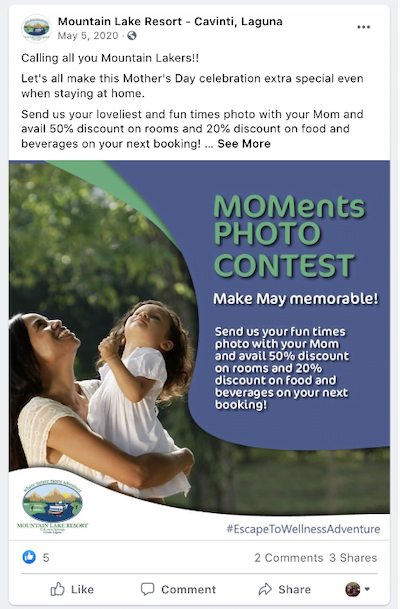 Mountain Lake Resort - Cavinti, Laguna
May 5, 2020 ·
Calling all you Mountain Lakers!!
Let's all make this Mother's Day celebration extra special even
when staying at home.
Send us your loveliest and fun times photo with your Mom and
avail 50% discount on rooms and 20% discount on food and
beverages on your next booking! ... See More
MOMents
PHOTO
CONTEST
Make May memorable!
Send us your fun times
photo with your Mom
and avail 50% discount
on rooms and 20%
discount on food and
beverages on your next
booking!
MOUNTAIN LAKE RESORT
#EscapeToWellnessAdventure
5
2 Comments 3 Shares
Like
Comment
Share